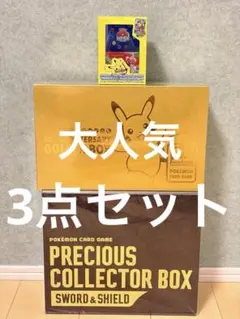 大人気
3点セット
POKÉMON CARD GAME
PRECIOUS
COLLECTOR BOX
SWORD & SHIELD